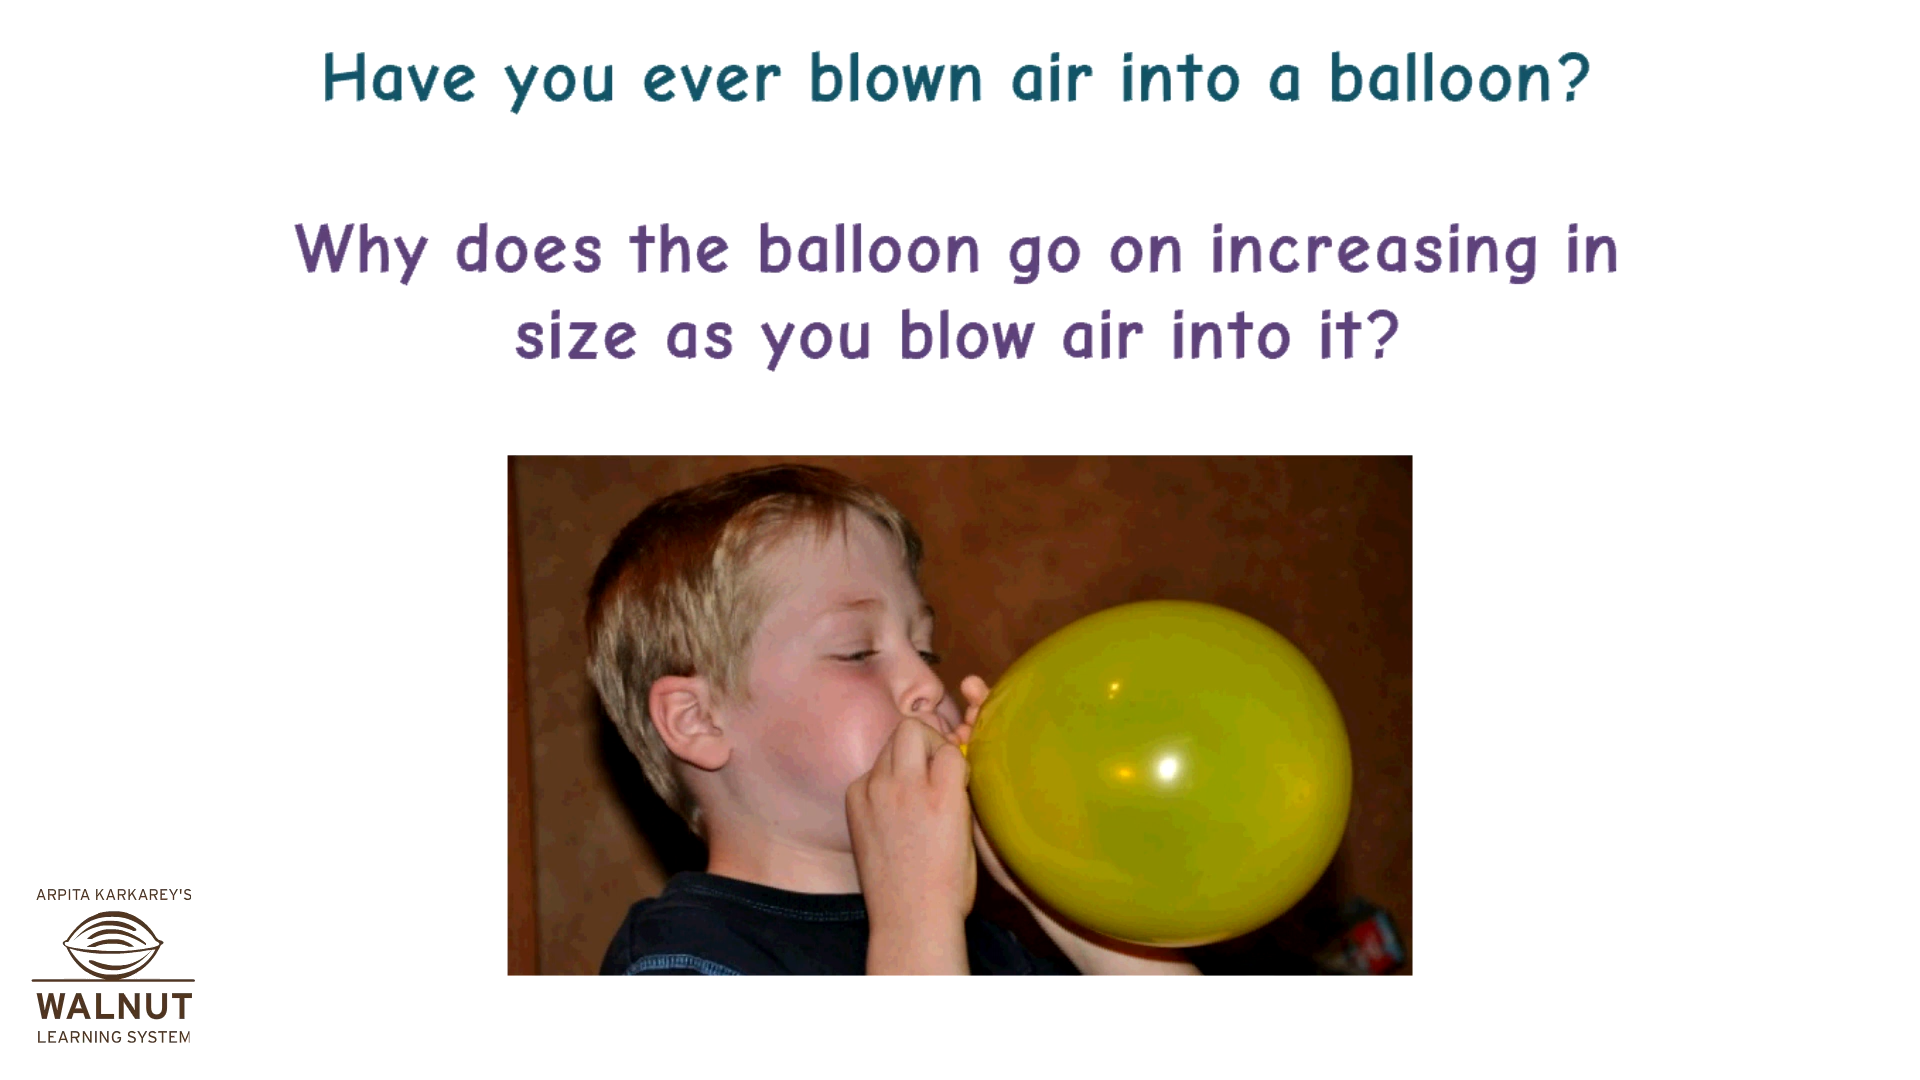 Have you ever blown air into a balloon?
Why does the balloon go on increasing in
size as you blow air into it?
ARPITA KARKAREY'S
WALNUT
LEARNING SYSTEM